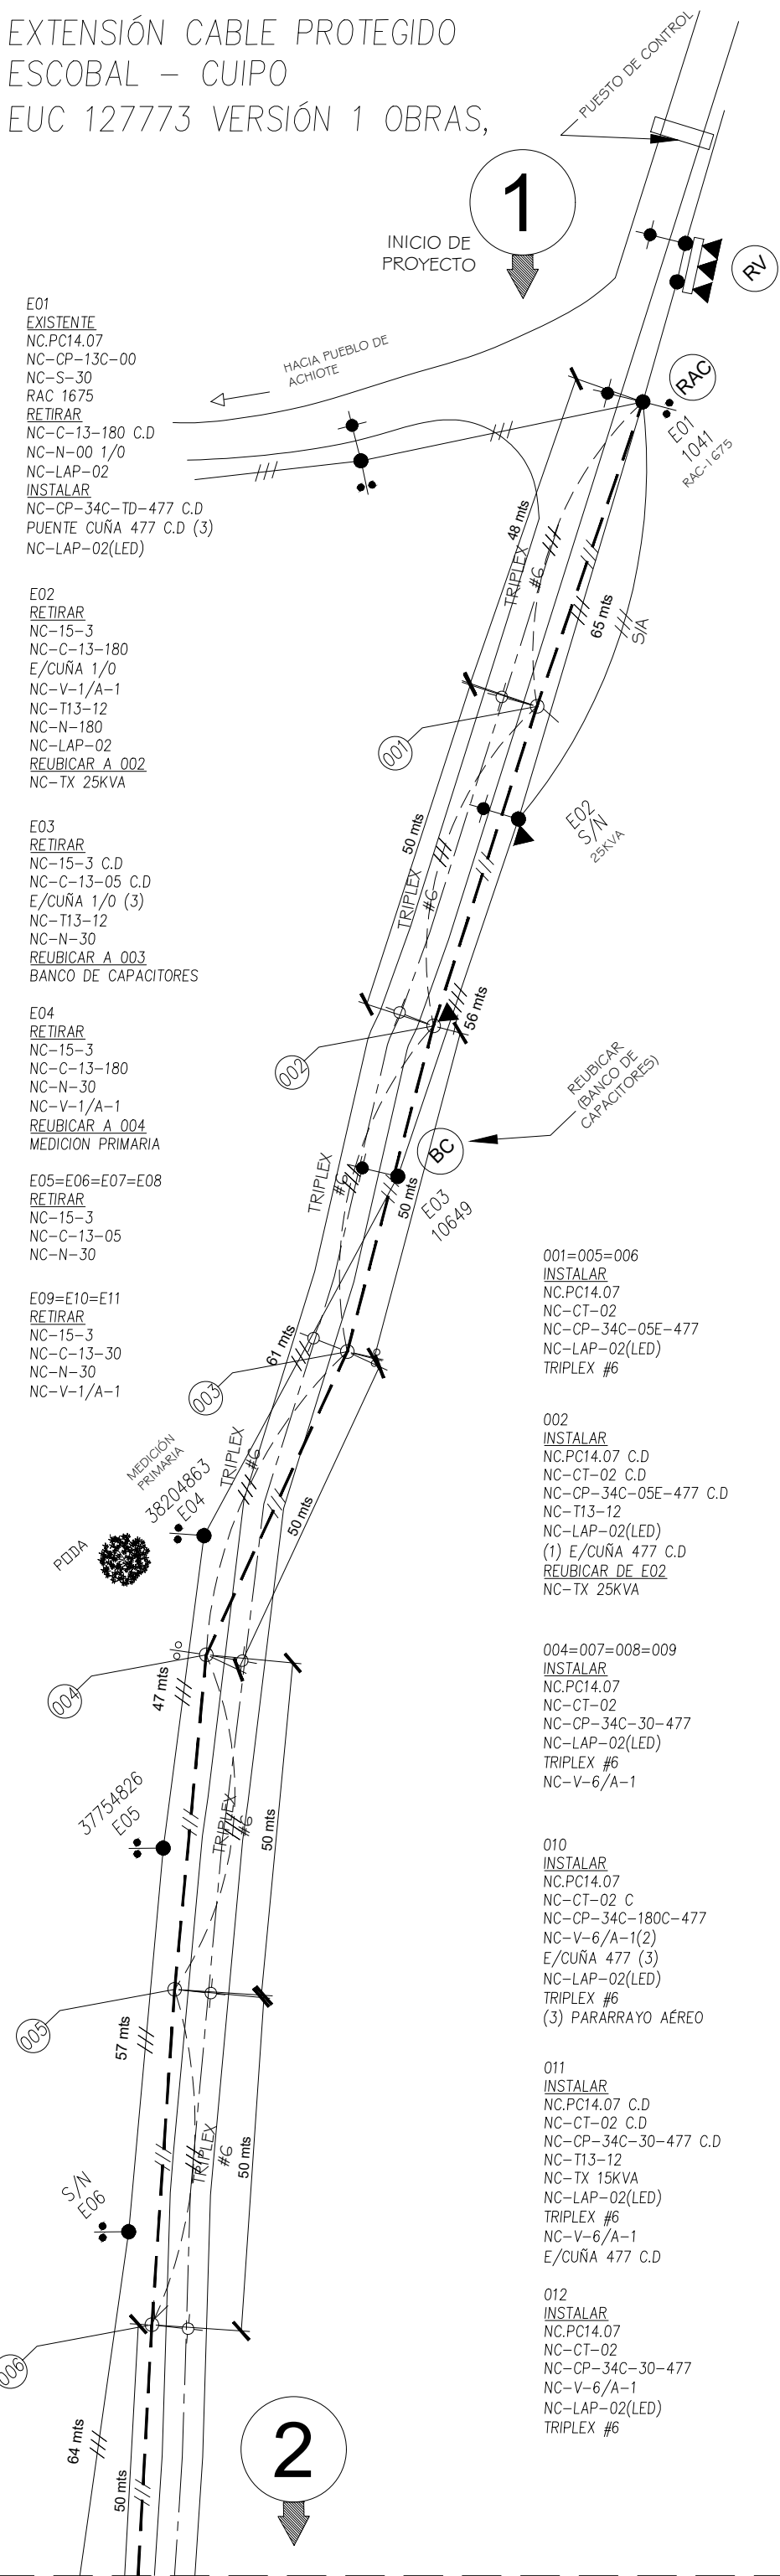 EXTENSIÓN CABLE PROTEGIDO
ESCOBAL – CUIPO
EUC 127773 VERSIÓN 1 OBRAS,
PUESTO DE CONTROL
1
INICIO DE
PROYECTO
RV
HACIA PUEBLO DE
ACHIOTE
RAC
E01
1041
RAC-1675
E01
EXISTENTE
NC.PC14.07
NC-CP-13C-00
NC-S-30
RAC 1675
RETIRAR
NC-C-13-180 C.D
NC-N-00 1/0
NC-LAP-02
INSTALAR
NC-CP-34C-TD-477 C.D
PUENTE CUÑA 477 C.D (3)
NC-LAP-02(LED)
E02
RETIRAR
NC-15-3
NC-C-13-180
E/CUÑA 1/0
NC-V-1/A-1
NC-T13-12
NC-N-180
NC-LAP-02
REUBICAR A 002
NC-TX 25KVA
E03
RETIRAR
NC-15-3 C.D
NC-C-13-05 C.D
E/CUÑA 1/0 (3)
NC-T13-12
NC-N-30
REUBICAR A 003
BANCO DE CAPACITORES
E04
RETIRAR
NC-15-3
NC-C-13-180
NC-N-30
NC-V-1/A-1
REUBICAR A 004
MEDICION PRIMARIA
E05=E06=E07=E08
RETIRAR
NC-15-3
NC-C-13-05
NC-N-30
E09=E10=E11
RETIRAR
NC-15-3
NC-C-13-30
NC-N-30
NC-V-1/A-1
48 mts
TRIPLEX
#6
65 mts
S/A
001
E02
S/N
25KVA
50 mts
TRIPLEX
#6
56 mts
002
REUBICAR
(BANCO DE
CAPACITORES)
BC
E03
10649
TRIPLEX
#6
50 mts
61 mts
003
TRIPLEX
#6
MEDICIÓN
PRIMARIA
38204863
E04
PODA
50 mts
004
47 mts
37754826
E05
TRIPLEX
#6
50 mts
005
57 mts
TRIPLEX
#6
50 mts
S/N
E06
006
64 mts
50 mts
2
001=005=006
INSTALAR
NC.PC14.07
NC-CT-02
NC-CP-34C-05E-477
NC-LAP-02(LED)
TRIPLEX #6
002
INSTALAR
NC.PC14.07 C.D
NC-CT-02 C.D
NC-CP-34C-05E-477 C.D
NC-T13-12
NC-LAP-02(LED)
(1) E/CUÑA 477 C.D
REUBICAR DE E02
NC-TX 25KVA
004=007=008=009
INSTALAR
NC.PC14.07
NC-CT-02
NC-CP-34C-30-477
NC-LAP-02(LED)
TRIPLEX #6
NC-V-6/A-1
010
INSTALAR
NC.PC14.07
NC-CT-02 C
NC-CP-34C-180C-477
NC-V-6/A-1(2)
E/CUÑA 477 (3)
NC-LAP-02(LED)
TRIPLEX #6
(3) PARARRAYO AÉREO
011
INSTALAR
NC.PC14.07 C.D
NC-CT-02 C.D
NC-CP-34C-30-477 C.D
NC-T13-12
NC-TX 15KVA
NC-LAP-02(LED)
TRIPLEX #6
NC-V-6/A-1
E/CUÑA 477 C.D
012
INSTALAR
NC.PC14.07
NC-CT-02
NC-CP-34C-30-477
NC-V-6/A-1
NC-LAP-02(LED)
TRIPLEX #6